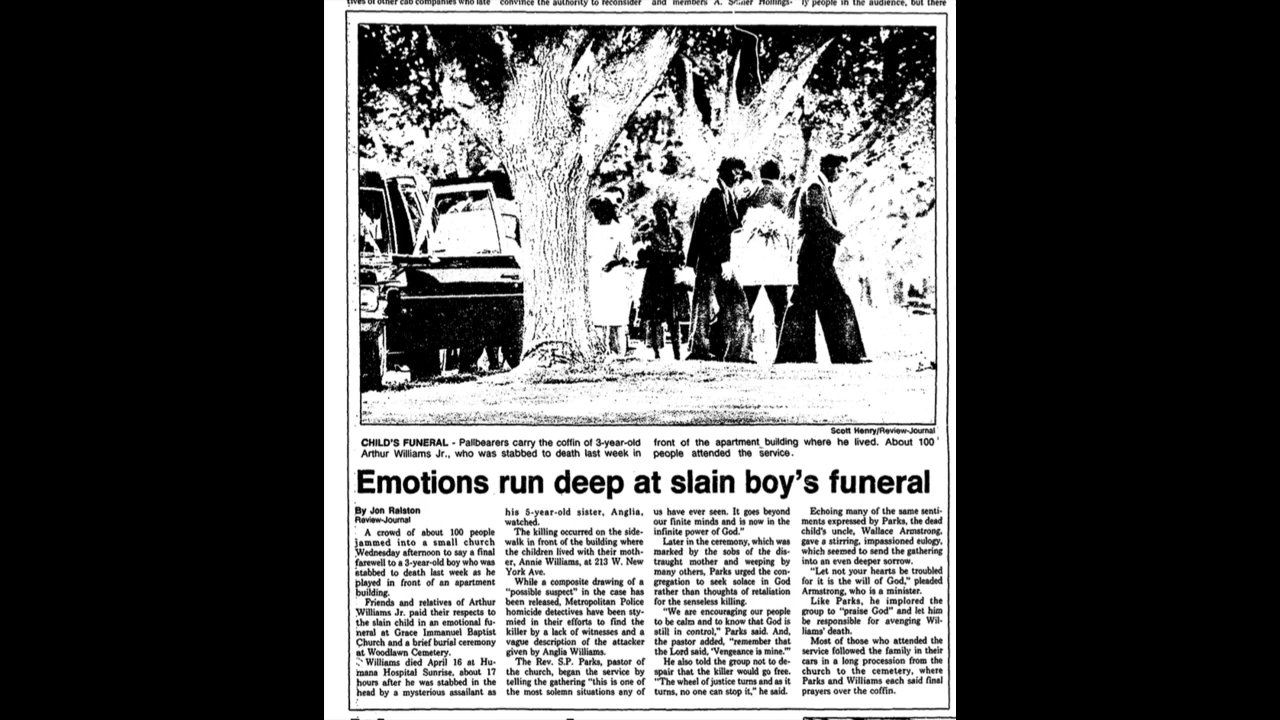 tives of other cab companies who late
convince the authority to reconsider
and members A.
Hollings-
ly people in the audience, but there
Scott Henry/Review-Journal
CHILD'S FUNERAL - Pallbearers carry the coffin of 3-year-old
Arthur Williams Jr., who was stabbed to death last week in
front of the apartment building where he lived. About 100
people attended the service.
Emotions run deep at slain boy's funeral
By Jon Ralston
Review-Journal
A crowd of about 100 people
jammed into a small church
Wednesday afternoon to say a final
farewell to a 3-year-old boy who was
stabbed to death last week as he
played in front of an apartment
building.
Friends and relatives of Arthur
Williams Jr. paid their respects to
the slain child in an emotional fu-
neral at Grace Immanuel Baptist
Church and a brief burial ceremony
at Woodlawn Cemetery.
Williams died April 16 at Hu-
mana Hospital Sunrise, about 17
hours after he was stabbed in the
head by a mysterious assailant as
his 5-year-old sister, Anglia,
watched.
The killing occurred on the side-
walk in front of the building where
the children lived with their moth-
er, Annie Williams, at 213 W. New
York Ave.
While a composite drawing of a
"possible suspect" in the case has
been released, Metropolitan Police
homicide detectives have been sty-
mied in their efforts to find the
killer by a lack of witnesses and a
vague description of the attacker
given by Anglia Williams.
The Rev. S.P. Parks, pastor of
the church, began the service by
telling the gathering "this is one of
the most solemn situations any of
us have ever seen. It goes beyond
our finite minds and is now in the
infinite power of God."
Later in the ceremony, which was
marked by the sobs of the dis-
traught mother and weeping by
many others, Parks urged the con-
gregation to seek solace in God
rather than thoughts of retaliation
for the senseless killing.
"We are encouraging our people
to be calm and to know that God is
still in control," Parks said. And,
the pastor added, "remember that
the Lord said, 'Vengeance is mine.'"
He also told the group not to de-
spair that the killer would go free.
"The wheel of justice turns and as it
turns, no one can stop it," he said.
Echoing many of the same senti-
ments expressed by Parks, the dead
child's uncle, Wallace Armstrong,
gave a stirring, impassioned eulogy,
which seemed to send the gathering
into an even deeper sorrow.
"Let not your hearts be troubled
for it is the will of God," pleaded
Armstrong, who is a minister.
Like Parks, he implored the
group to "praise God" and let him
be responsible for avenging Wil-
liams' death.
Most of those who attended the
service followed the family in their
cars in a long procession from the
church to the cemetery, where
Parks and Williams each said final
prayers over the coffin.